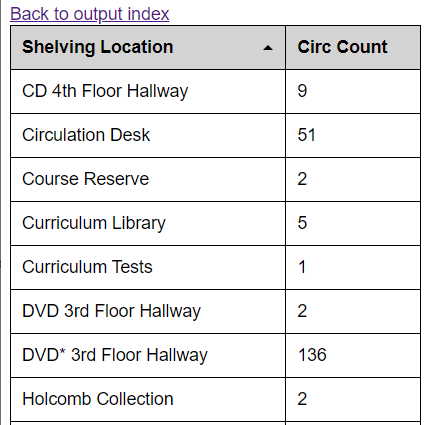 Back to output index
Shelving Location Circ Count
CD 4th Floor Hallway 9
Circulation Desk 51
Course Reserve 2
Curriculum Library 5
Curriculum Tests 1
DVD 3rd Floor Hallway 2
DVD* 3rd Floor Hallway 136
Holcomb Collection 2